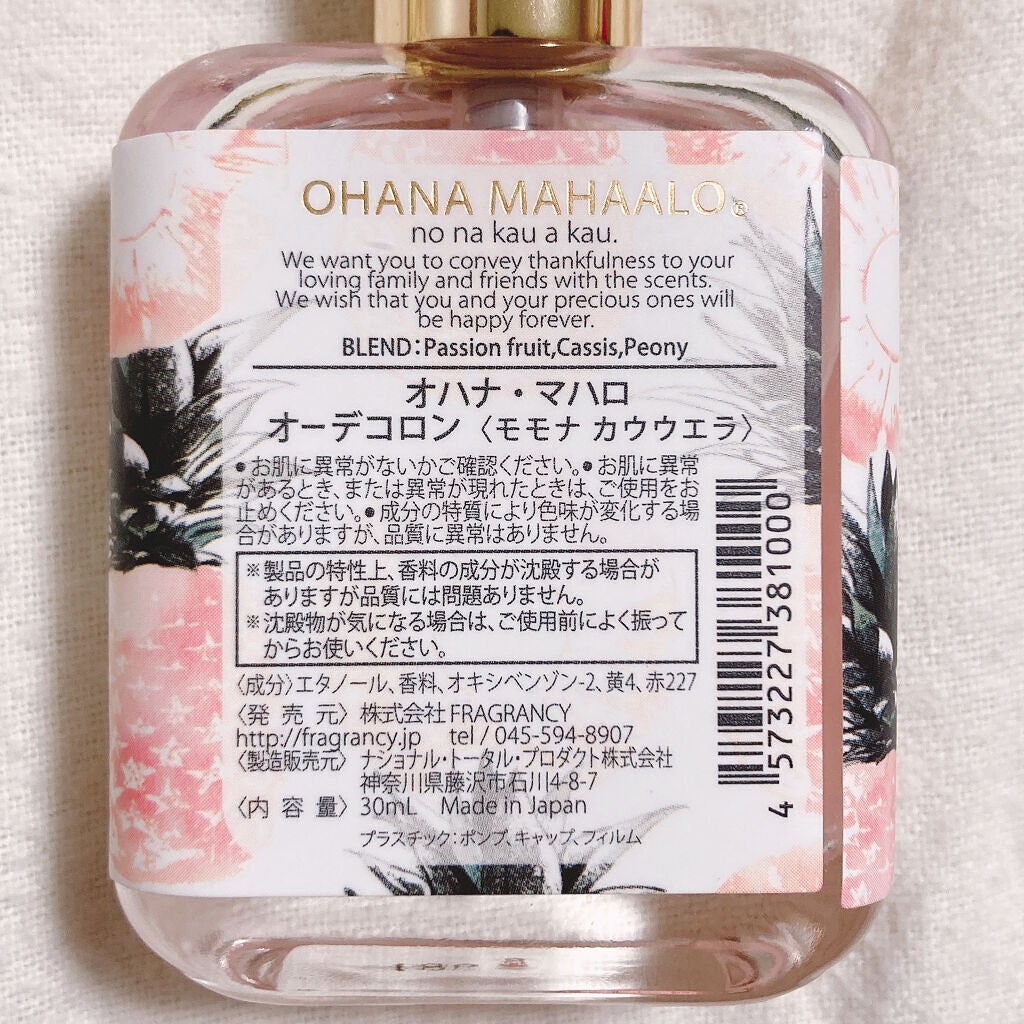 OHANA MAHAALO®
no na kau a kau.
We want you to convey thankfulness to your
loving family and friends with the scents.
We wish that you and your precious ones will
be happy forever.
BLEND:Passion fruit,Cassis,Peony
オハナ・マハロ
オーデコロン〈モモナ カウウエラ〉
●お肌に異常がないかご確認ください。●お肌に異常
があるとき、または異常が現れたときは、ご使用をお
止めください。●成分の特質により色味が変化する場
合がありますが、品質に異常はありません。
※製品の特性上、香料の成分が沈殿する場合が
ありますが品質には問題ありません。
※沈殿物が気になる場合は、ご使用前によく振って
からお使いください。
〈成分〉エタノール、香料、オキシベンゾン-2、黄4、赤227
〈発売元〉株式会社FRAGRANCY
http://fragrancy.jp tel / 045-594-8907
〈製造販売元〉ナショナル・トータル・プロダクト株式会社
神奈川県藤沢市石川4-8-7
〈内容量〉30mL Made in Japan
プラスチック:ポンプ、キャップ、フィルム
4 573227 381000